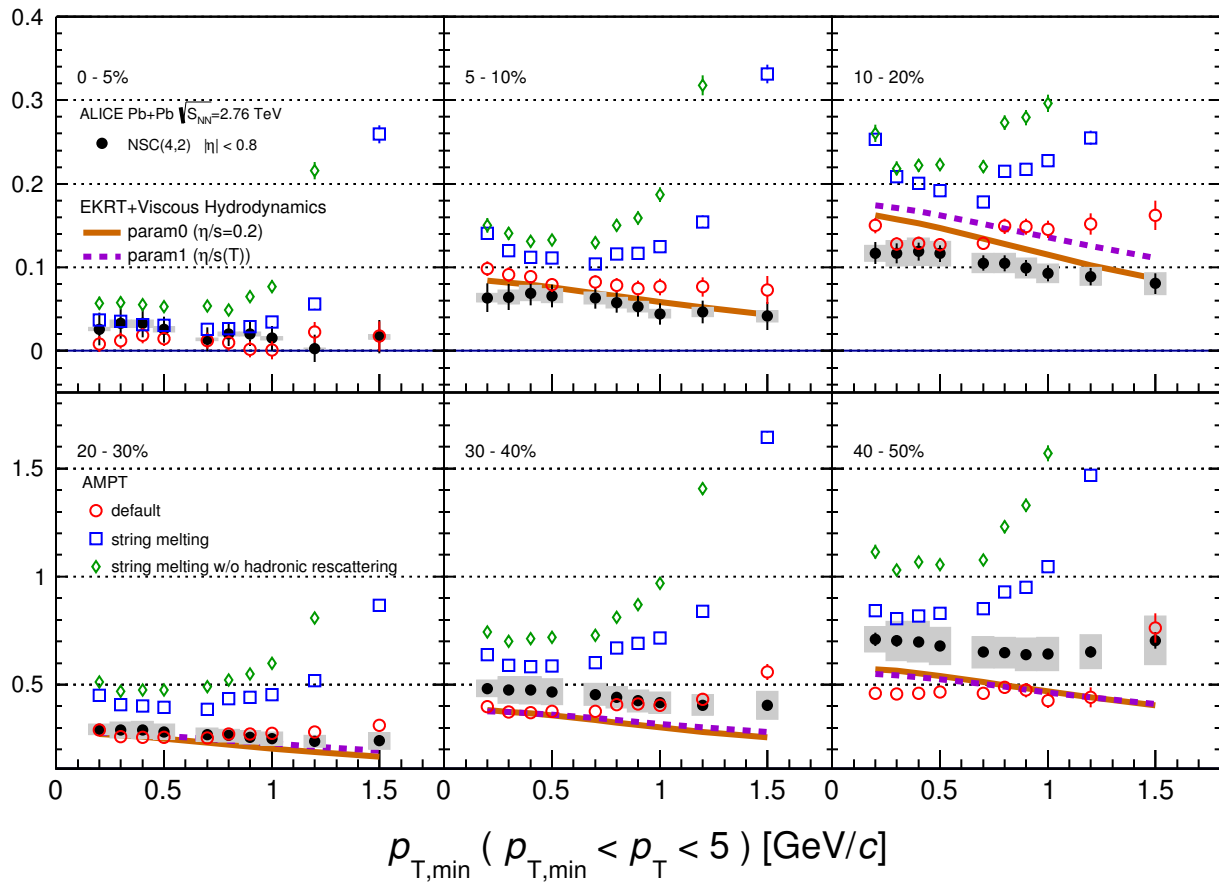 0.4
0.3
0.2
0.1
0
0 - 5%
ALICE Pb+Pb √S_NN=2.76 TeV
NSC(4,2) |η| < 0.8
EKRT+Viscous Hydrodynamics
param0 (η/s=0.2)
param1 (η/s(T))
5 - 10%
10 - 20%
1.5
1
0.5
20 - 30%
AMPT
default
string melting
string melting w/o hadronic rescattering
30 - 40%
40 - 50%
0 0.5 1 1.5
0.5 1 1.5
0.5 1 1.5
p_T,min ( p_T,min < p_T < 5 ) [GeV/c]